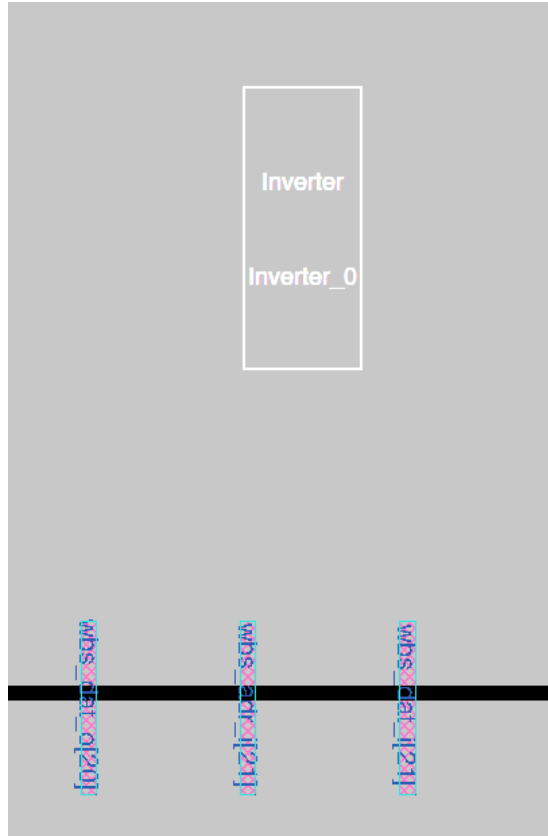 Inverter
Inverter_0
wbs_dat_o[20]
wbs_adr_i[21]
wbs_dat_i[21]